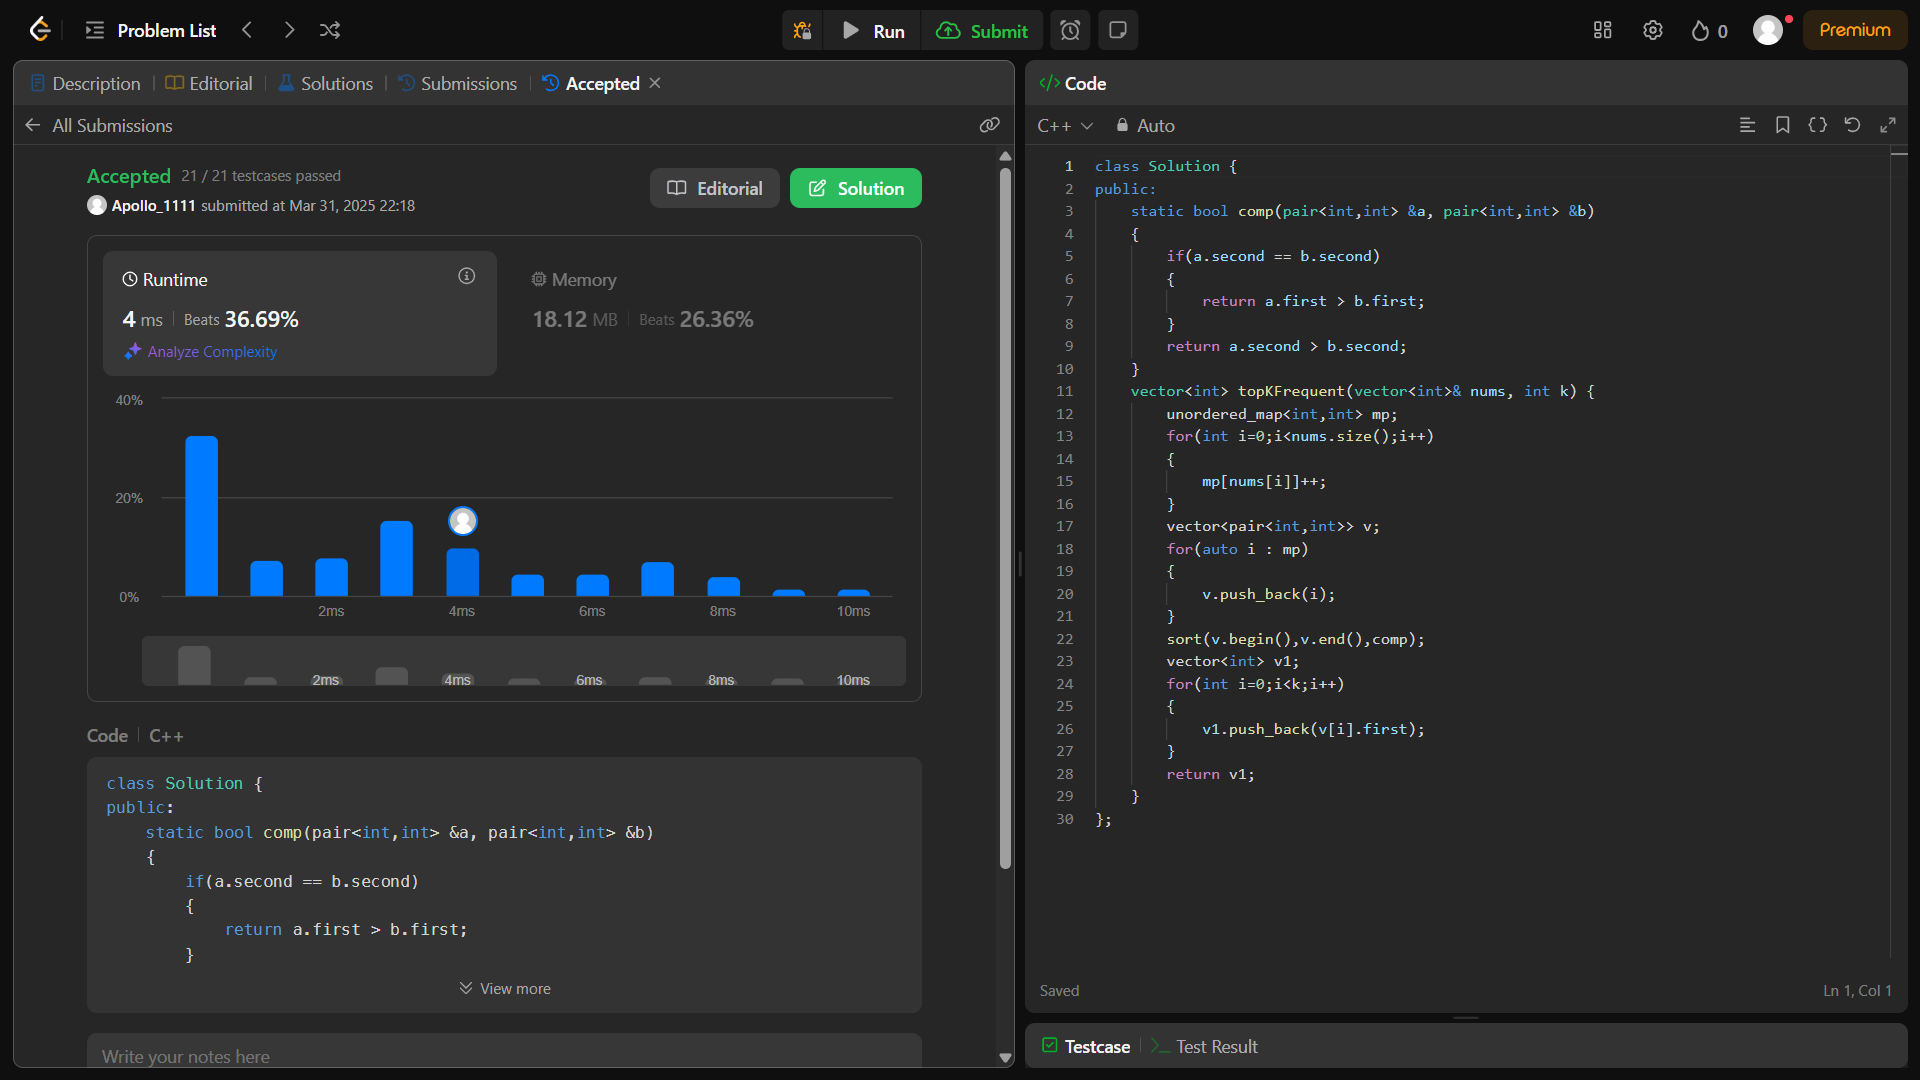 Problem List
Run
Submit
0
Premium
Description
Editorial
Solutions
Submissions
Accepted
All Submissions
Accepted 21 / 21 testcases passed
Apollo_1111 submitted at Mar 31, 2025 22:18
Editorial
Solution
Runtime
4 ms Beats 36.69%
Analyze Complexity
Memory
18.12 MB Beats 26.36%
40%
20%
0%
2ms 4ms 6ms 8ms 10ms
2ms 4ms 6ms 8ms 10ms
Code C++
class Solution {
public:
    static bool comp(pair<int,int> &a, pair<int,int> &b)
    {
        if(a.second == b.second)
        {
            return a.first > b.first;
        }
View more
Write your notes here
Code
C++ Auto
1 class Solution {
2 public:
3     static bool comp(pair<int,int> &a, pair<int,int> &b)
4     {
5         if(a.second == b.second)
6         {
7             return a.first > b.first;
8         }
9         return a.second > b.second;
10     }
11     vector<int> topKFrequent(vector<int>& nums, int k) {
12         unordered_map<int,int> mp;
13         for(int i=0;i<nums.size();i++)
14         {
15             mp[nums[i]]++;
16         }
17         vector<pair<int,int>> v;
18         for(auto i : mp)
19         {
20             v.push_back(i);
21         }
22         sort(v.begin(),v.end(),comp);
23         vector<int> v1;
24         for(int i=0;i<k;i++)
25         {
26             v1.push_back(v[i].first);
27         }
28         return v1;
29     }
30 };
Saved
Ln 1, Col 1
Testcase
Test Result